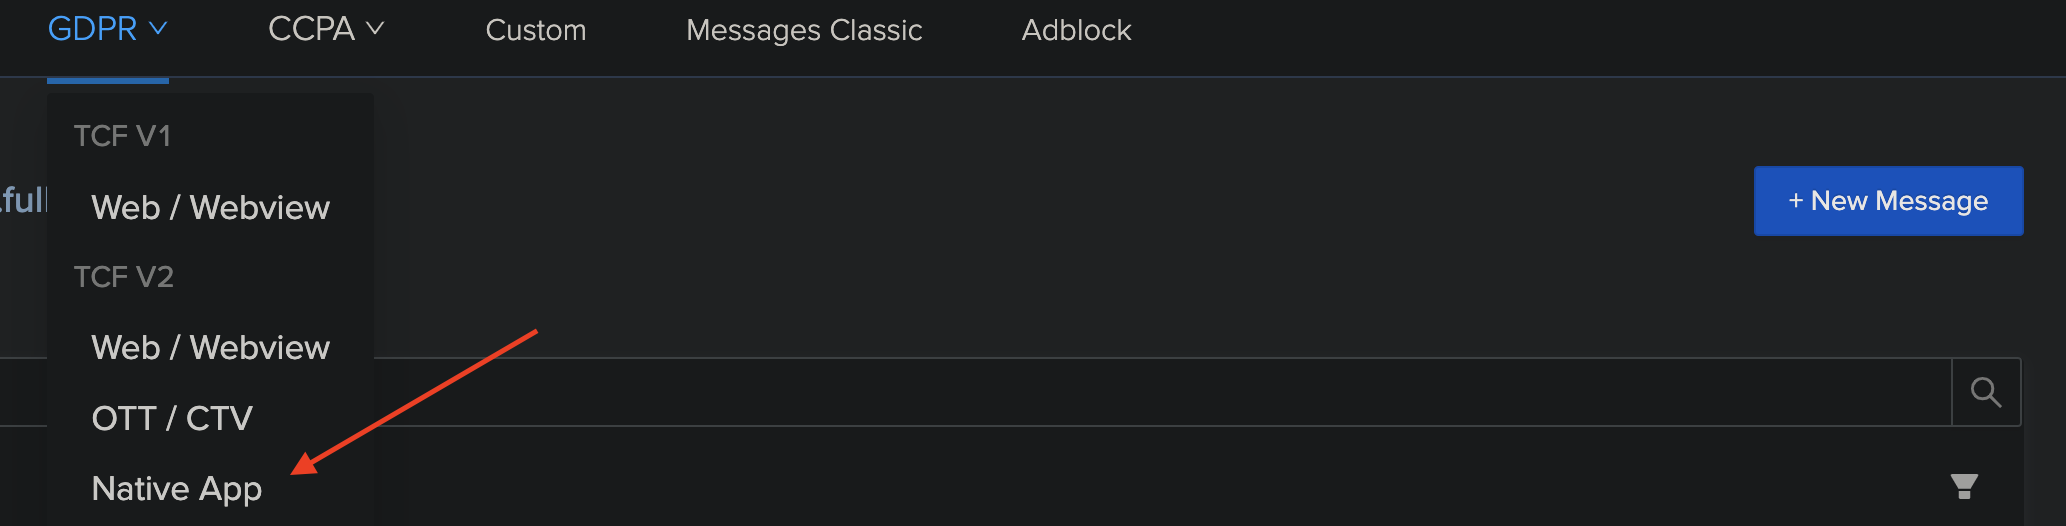 GDPR CCPA Custom Messages Classic Adblock
TCF V1
Web / Webview
.full
+ New Message
TCF V2
Web / Webview
OTT / CTV
Native App